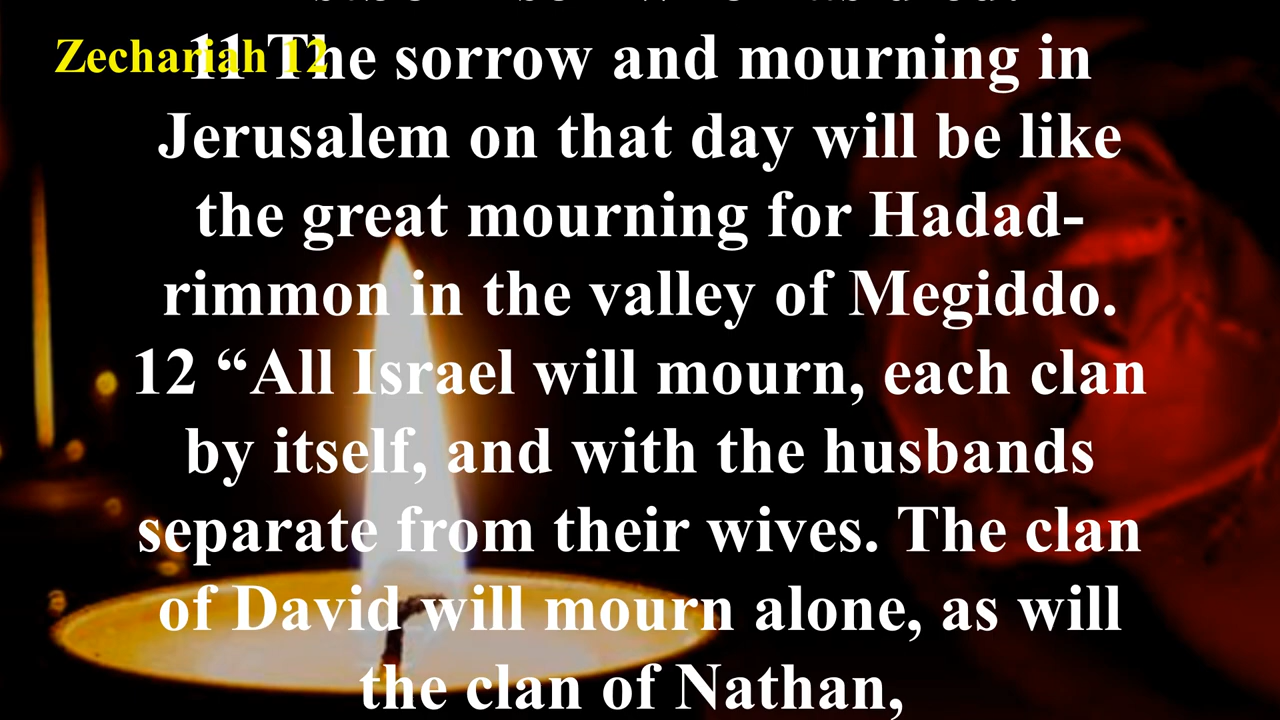 Zechariah 12
11 The sorrow and mourning in
Jerusalem on that day will be like
the great mourning for Hadad-
rimmon in the valley of Megiddo.
12 “All Israel will mourn, each clan
by itself, and with the husbands
separate from their wives. The clan
of David will mourn alone, as will
the clan of Nathan,